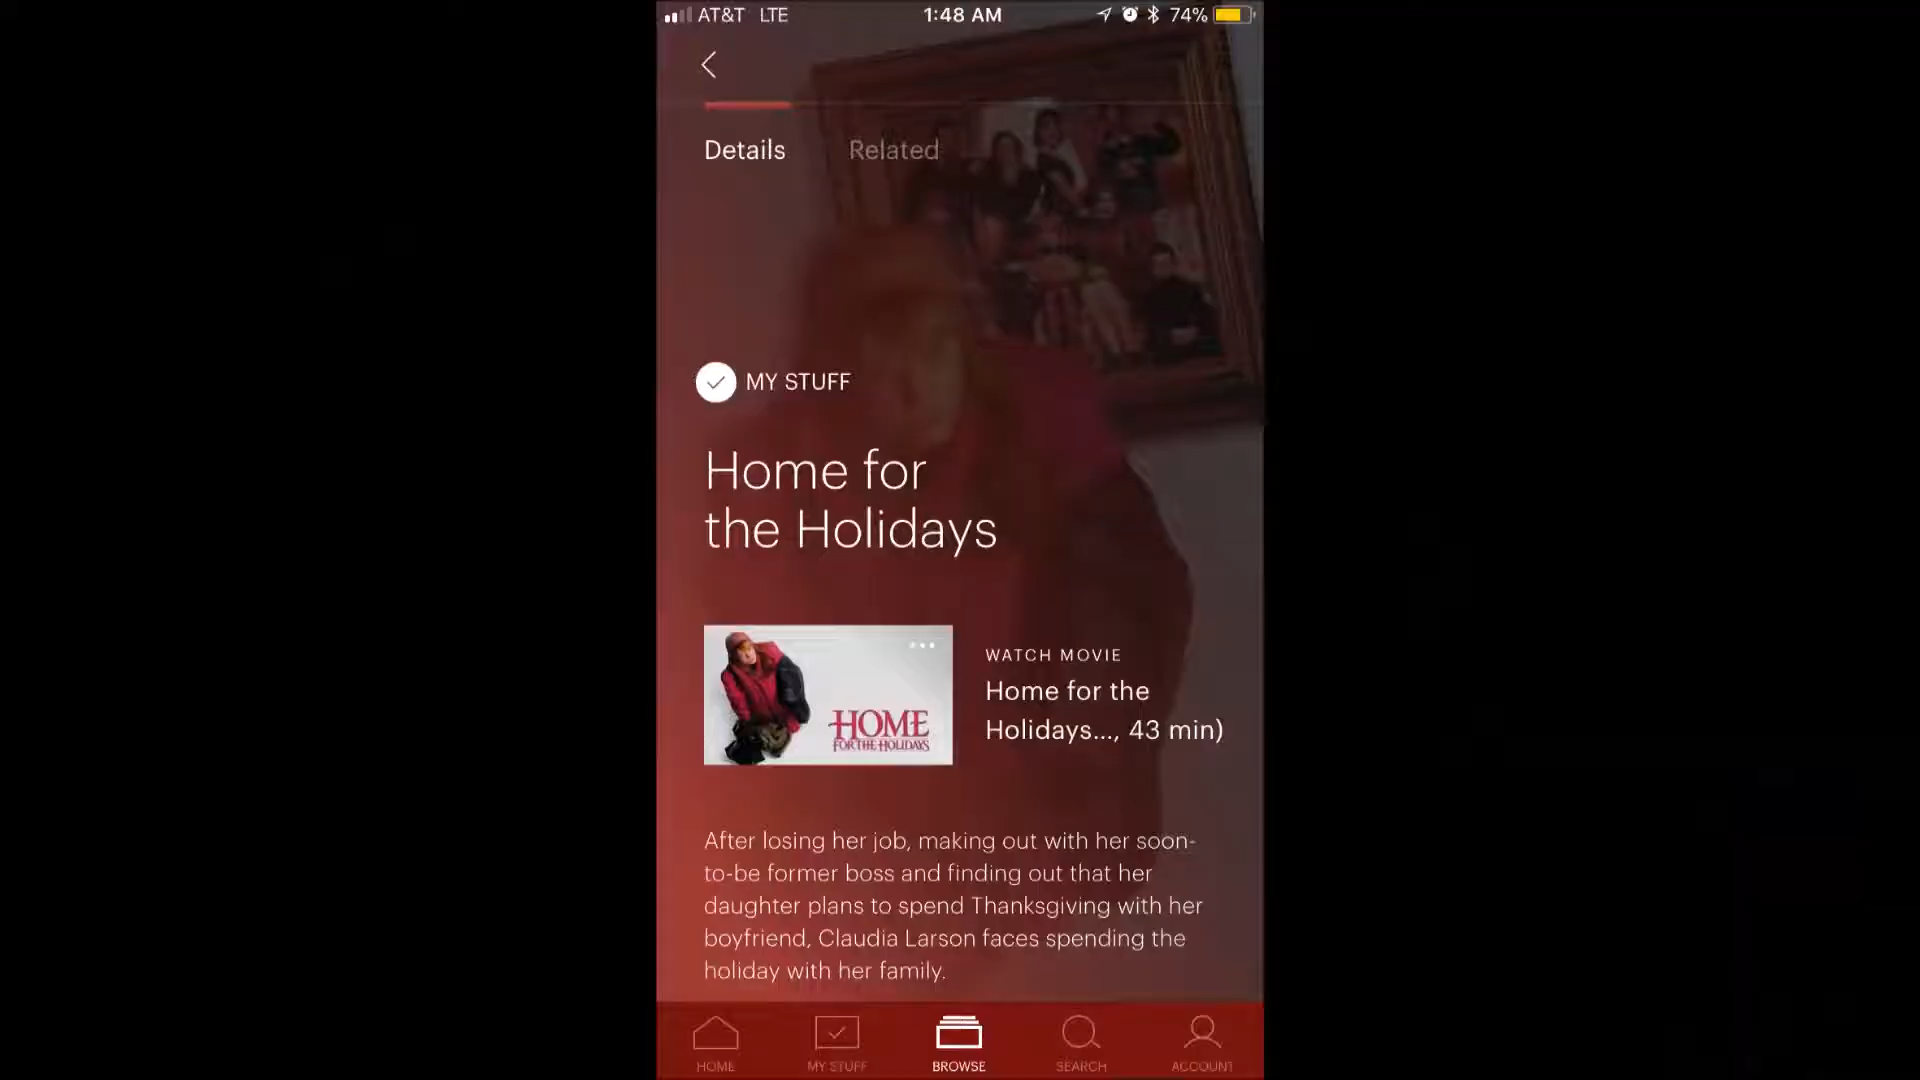 AT&T LTE 1:48 AM 74%
Details Related
MY STUFF
Home for
the Holidays
HOME
FOR THE HOLIDAYS
WATCH MOVIE
Home for the
Holidays..., 43 min)
After losing her job, making out with her soon-
to-be former boss and finding out that her
daughter plans to spend Thanksgiving with her
boyfriend, Claudia Larson faces spending the
holiday with her family.
HOME MY STUFF BROWSE SEARCH ACCOUNT